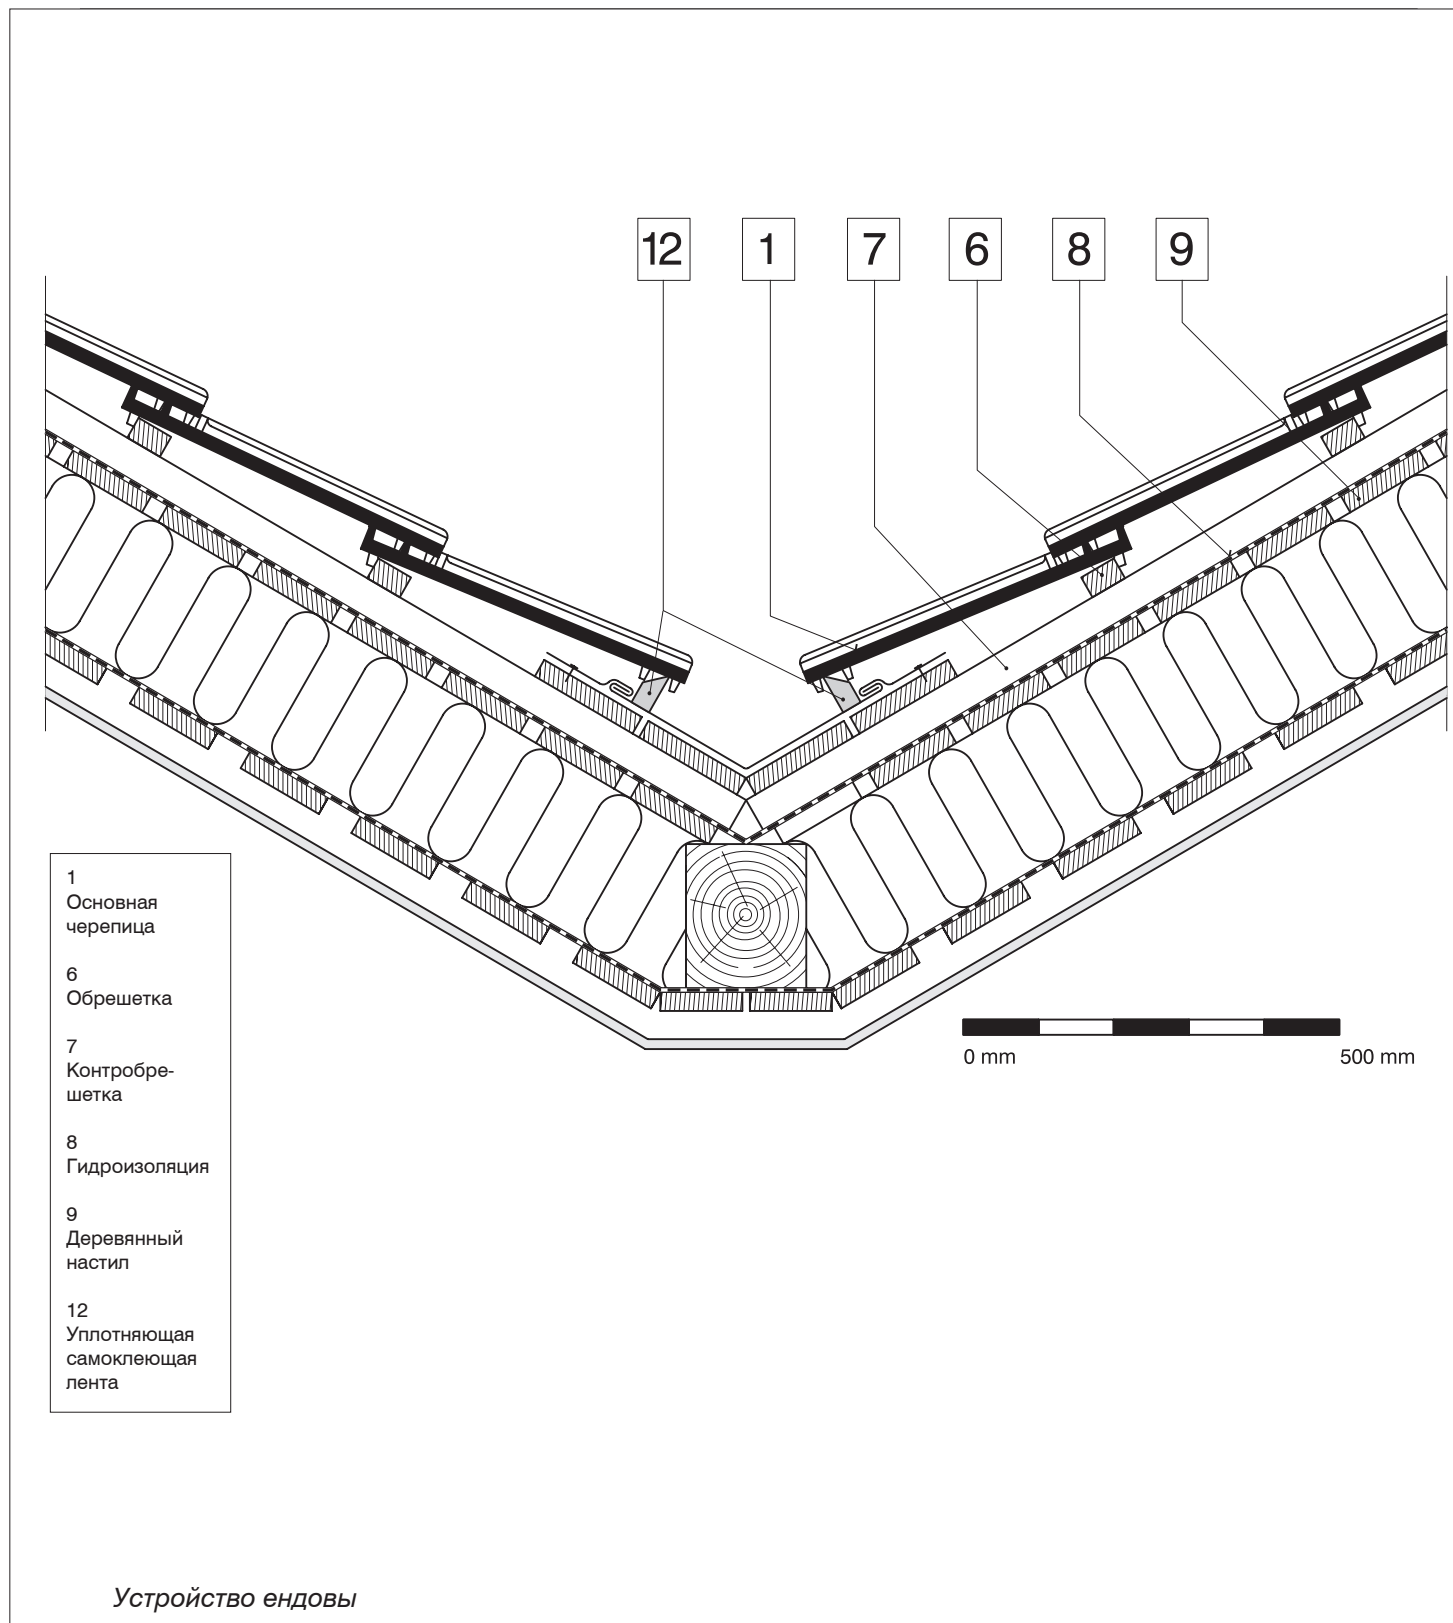 12 1 7 6 8 9
1
Основная
черепица
6
Обрешетка
7
Контробре-
шетка
8
Гидроизоляция
9
Деревянный
настил
12
Уплотняющая
самоклеющая
лента
0 mm 500 mm
Устройство ендовы